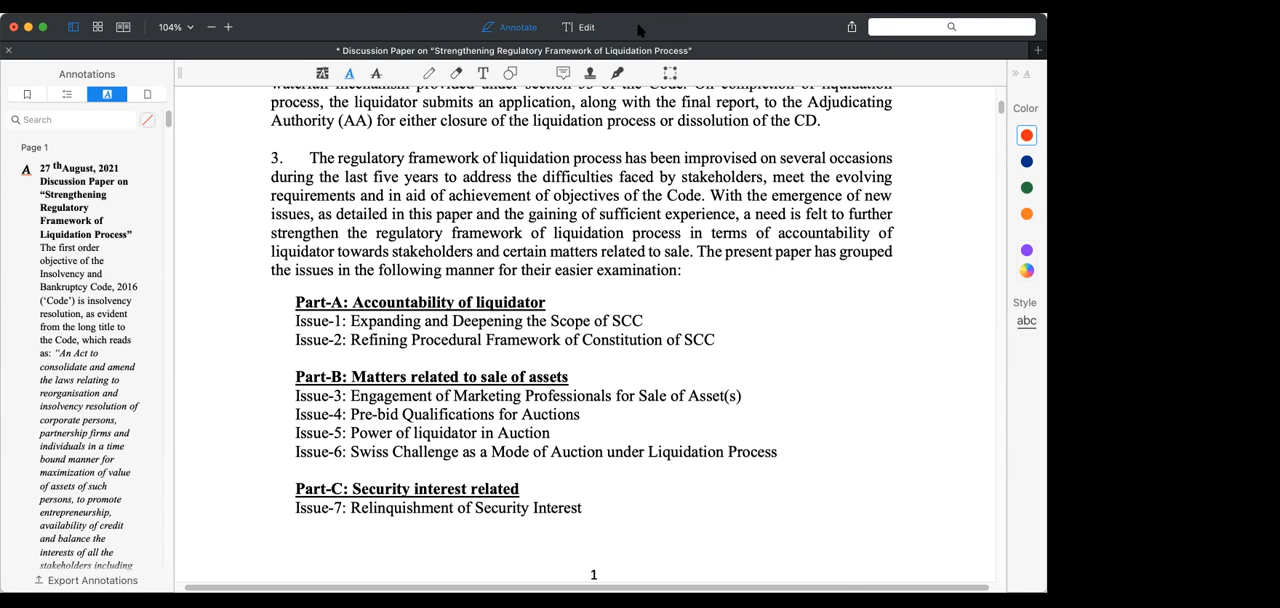 104%
Annotate
Edit
* Discussion Paper on “Strengthening Regulatory Framework of Liquidation Process”
Annotations
Search
Page 1
27 thAugust, 2021
Discussion Paper on
“Strengthening
Regulatory
Framework of
Liquidation Process”
The first order
objective of the
Insolvency and
Bankruptcy Code, 2016
(‘Code’) is insolvency
resolution, as evident
from the long title to
the Code, which reads
as: “An Act to
consolidate and amend
the laws relating to
reorganisation and
insolvency resolution of
corporate persons,
partnership firms and
individuals in a time
bound manner for
maximization of value
of assets of such
persons, to promote
entrepreneurship,
availability of credit
and balance the
interests of all the
stakeholders including
Export Annotations
waterfall mechanism provided under section 53 of the Code. On completion of liquidation
process, the liquidator submits an application, along with the final report, to the Adjudicating
Authority (AA) for either closure of the liquidation process or dissolution of the CD.
3. The regulatory framework of liquidation process has been improvised on several occasions
during the last five years to address the difficulties faced by stakeholders, meet the evolving
requirements and in aid of achievement of objectives of the Code. With the emergence of new
issues, as detailed in this paper and the gaining of sufficient experience, a need is felt to further
strengthen the regulatory framework of liquidation process in terms of accountability of
liquidator towards stakeholders and certain matters related to sale. The present paper has grouped
the issues in the following manner for their easier examination:
Part-A: Accountability of liquidator
Issue-1: Expanding and Deepening the Scope of SCC
Issue-2: Refining Procedural Framework of Constitution of SCC
Part-B: Matters related to sale of assets
Issue-3: Engagement of Marketing Professionals for Sale of Asset(s)
Issue-4: Pre-bid Qualifications for Auctions
Issue-5: Power of liquidator in Auction
Issue-6: Swiss Challenge as a Mode of Auction under Liquidation Process
Part-C: Security interest related
Issue-7: Relinquishment of Security Interest
1
Color
Style
abc